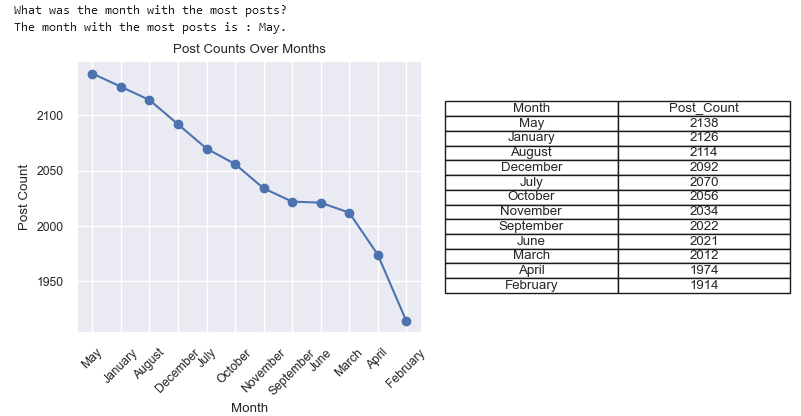 What was the month with the most posts?
The month with the most posts is : May.
Post Counts Over Months
2100
2050
2000
1950
Post Count
May
January
August
December
July
October
November
September
June
March
April
February
Month
Month Post_Count
May 2138
January 2126
August 2114
December 2092
July 2070
October 2056
November 2034
September 2022
June 2021
March 2012
April 1974
February 1914